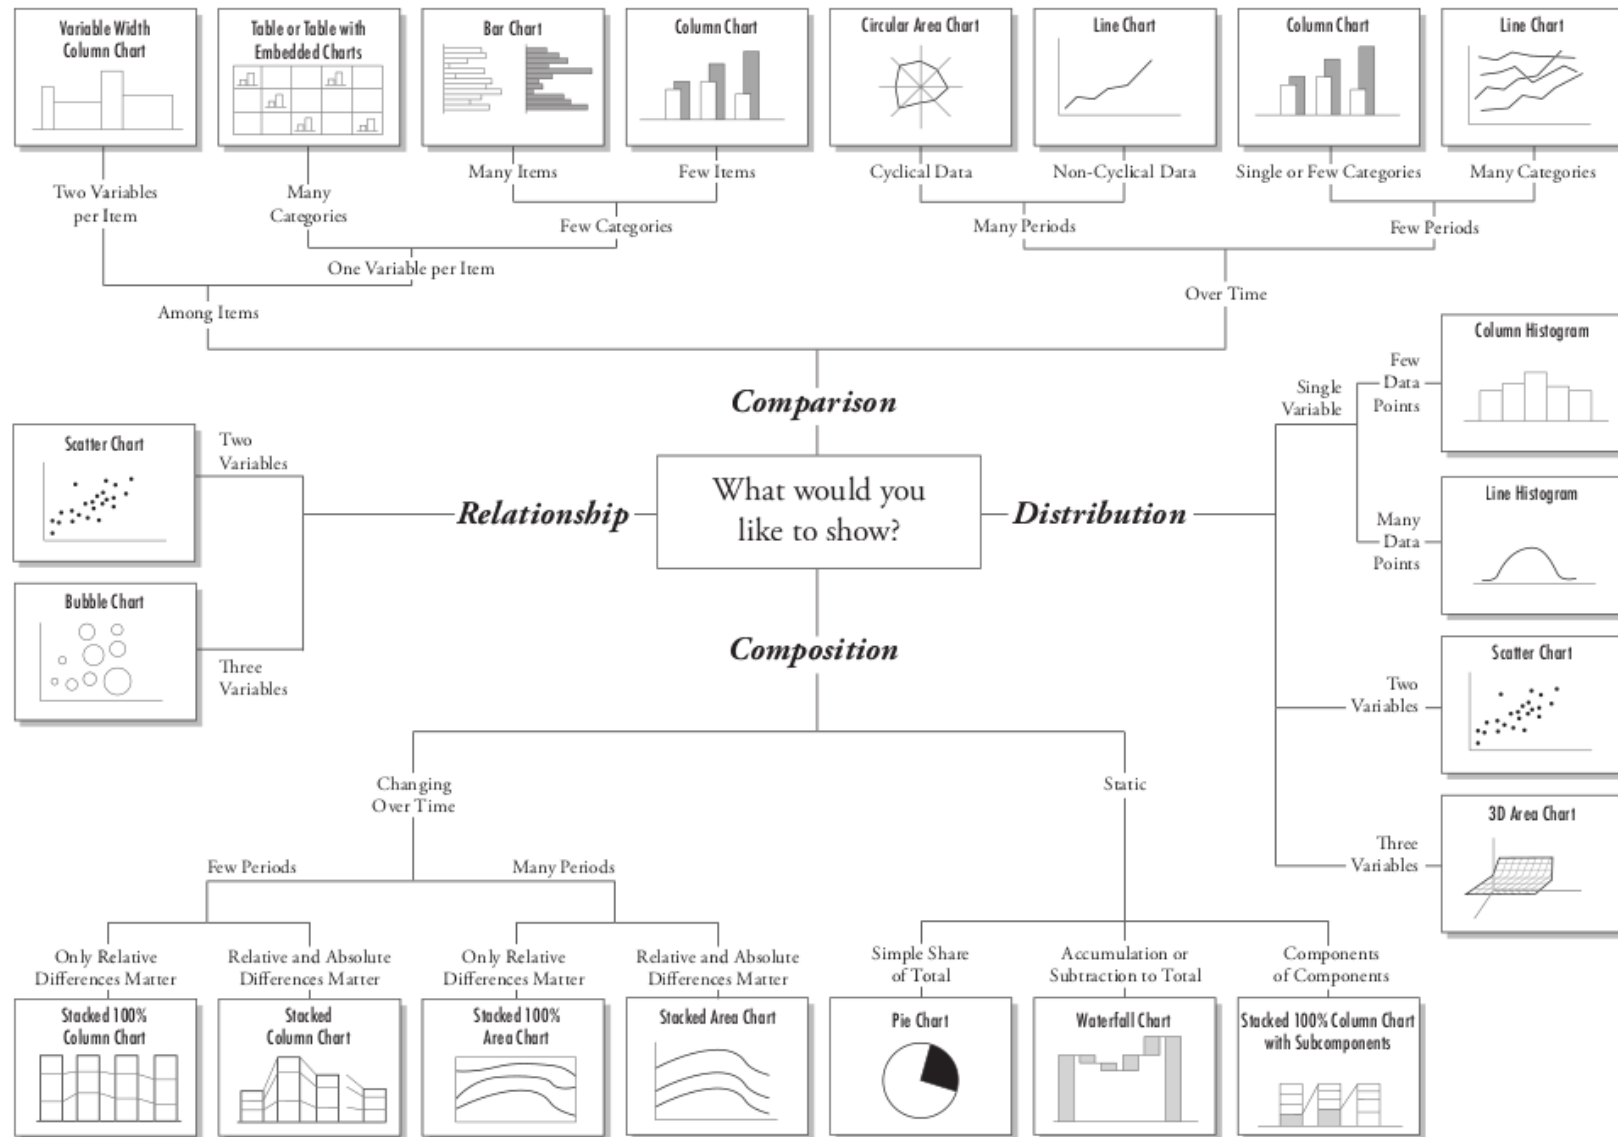 Variable Width
Column Chart
Table or Table with
Embedded Charts
Bar Chart
Column Chart
Circular Area Chart
Line Chart
Column Chart
Line Chart
Two Variables
per Item
Many
Categories
Many Items
Few Items
Cyclical Data
Non-Cyclical Data
Single or Few Categories
Many Categories
Few Categories
Many Periods
Few Periods
One Variable per Item
Among Items
Over Time
Comparison
What would you
like to show?
Relationship
Two
Variables
Scatter Chart
Three
Variables
Bubble Chart
Distribution
Single
Variable
Few
Data
Points
Column Histogram
Many
Data
Points
Line Histogram
Two
Variables
Scatter Chart
Three
Variables
3D Area Chart
Composition
Changing
Over Time
Static
Few Periods
Many Periods
Only Relative
Differences Matter
Relative and Absolute
Differences Matter
Only Relative
Differences Matter
Relative and Absolute
Differences Matter
Simple Share
of Total
Accumulation or
Subtraction to Total
Components
of Components
Stacked 100%
Column Chart
Stacked
Column Chart
Stacked 100%
Area Chart
Stacked Area Chart
Pie Chart
Waterfall Chart
Stacked 100% Column Chart
with Subcomponents